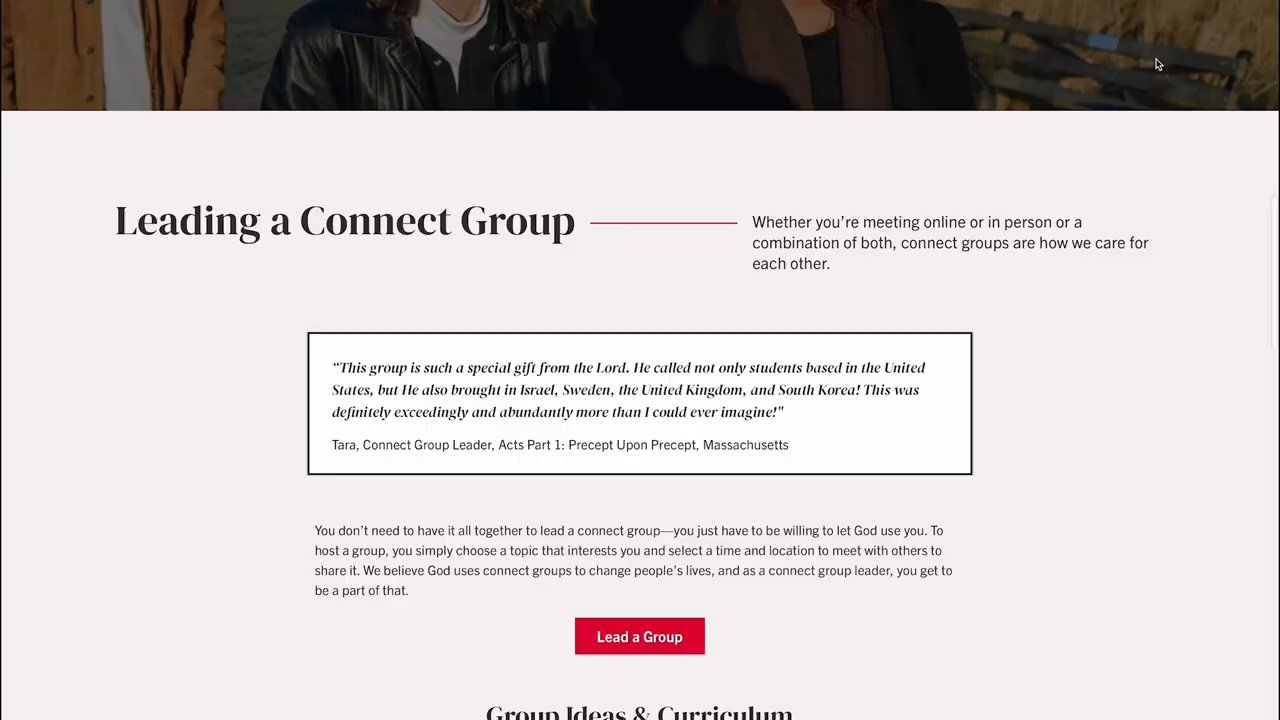 Leading a Connect Group
Whether you’re meeting online or in person or a
combination of both, connect groups are how we care for
each other.
“This group is such a special gift from the Lord. He called not only students based in the United
States, but He also brought in Israel, Sweden, the United Kingdom, and South Korea! This was
definitely exceedingly and abundantly more than I could ever imagine!"
Tara, Connect Group Leader, Acts Part 1: Precept Upon Precept, Massachusetts
You don’t need to have it all together to lead a connect group—you just have to be willing to let God use you. To
host a group, you simply choose a topic that interests you and select a time and location to meet with others to
share it. We believe God uses connect groups to change people’s lives, and as a connect group leader, you get to
be a part of that.
Lead a Group
Group Ideas & Curriculum